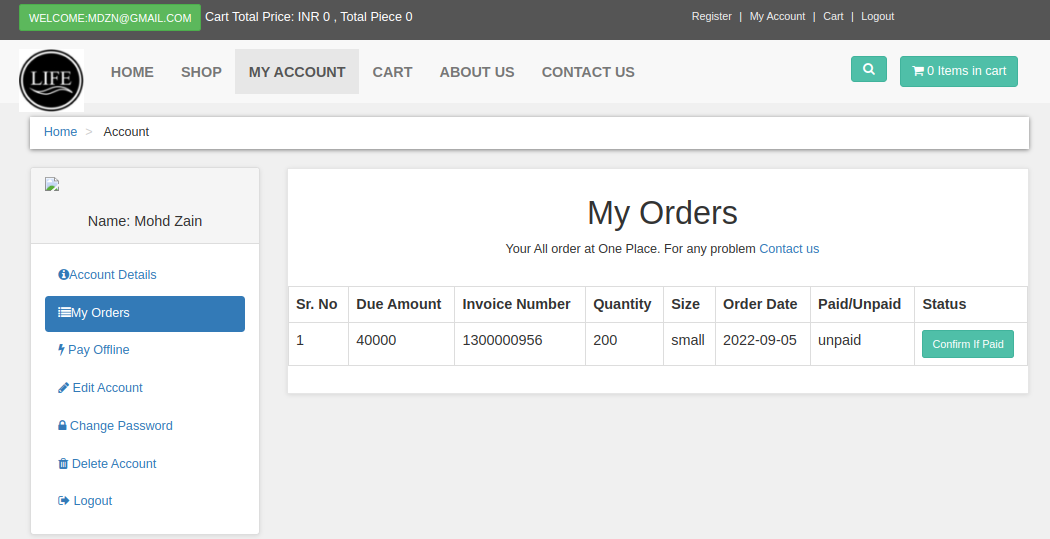 WELCOME:MDZN@GMAIL.COM Cart Total Price: INR 0 , Total Piece 0 Register | My Account | Cart | Logout
LIFE HOME SHOP MY ACCOUNT CART ABOUT US CONTACT US 0 Items in cart
Home > Account
Name: Mohd Zain
Account Details
My Orders
Pay Offline
Edit Account
Change Password
Delete Account
Logout
My Orders
Your All order at One Place. For any problem Contact us
Sr. No Due Amount Invoice Number Quantity Size Order Date Paid/Unpaid Status
1 40000 1300000956 200 small 2022-09-05 unpaid Confirm If Paid